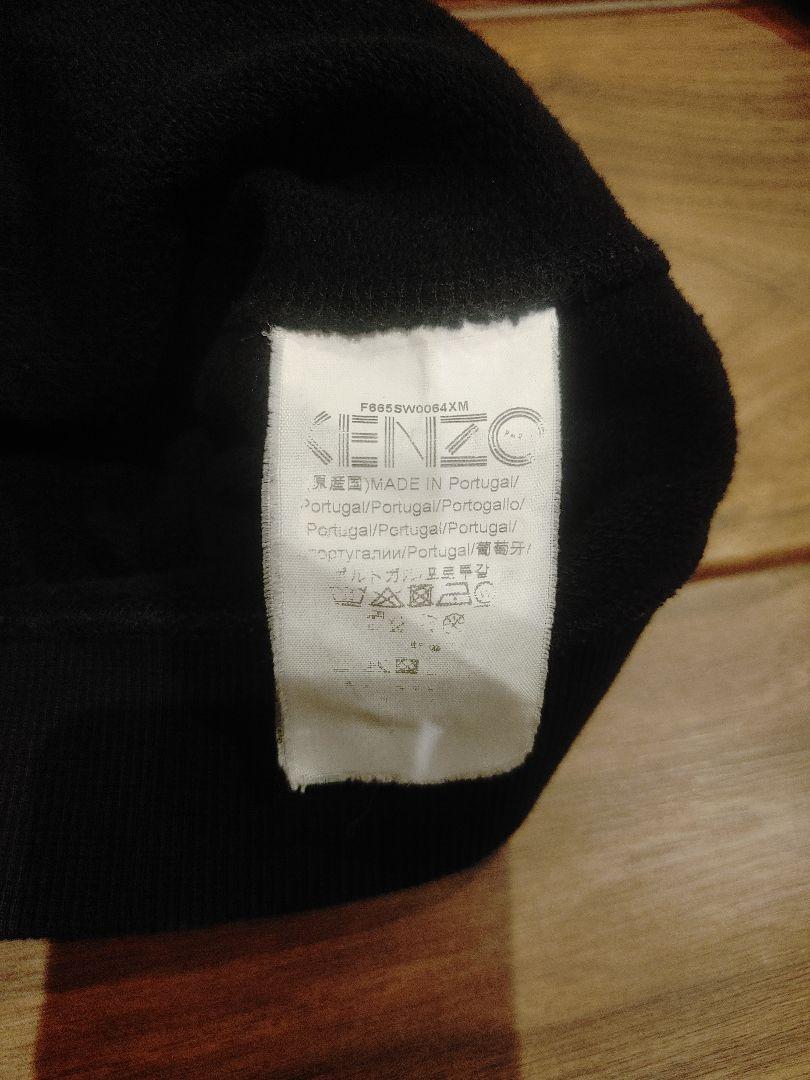 F665SW0064XM
KENZO
PARIS
原産国)MADE IN Portugal/
Portugal/Portugal/Portogallo/
Portugal/Portugal/Portugal/
португалии/Portugal/葡萄牙/
ポルトガル/포르투갈